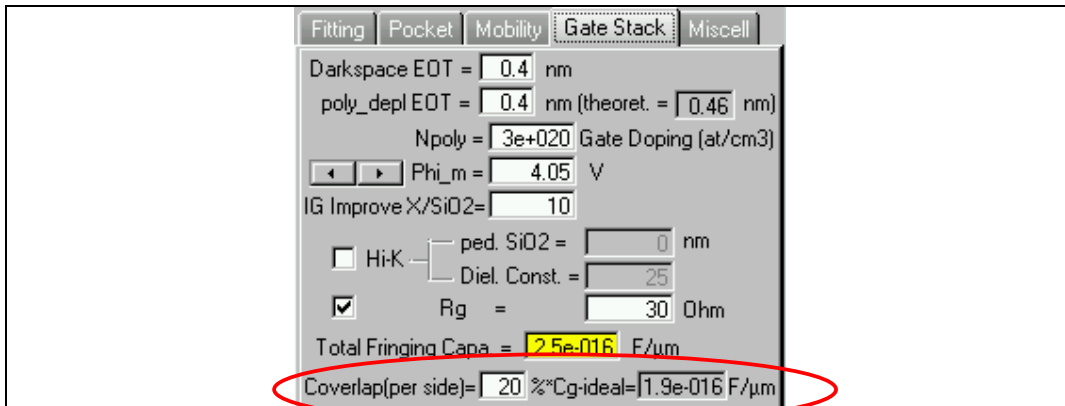 Fitting Pocket Mobility Gate Stack Miscell
Darkspace EOT = 0.4 nm
poly_depl EOT = 0.4 nm (theoret. = 0.46 nm)
Npoly = 3e+020 Gate Doping (at/cm3)
Phi_m = 4.05 V
IG Improve X/SiO2= 10
ped. SiO2 = 0 nm
Hi-K
Diel. Const. = 25
Rg = 30 Ohm
Total Fringing Capa. = 2.5e-016 F/µm
Coverlap(per side)= 20 %*Cg-ideal= 1.9e-016 F/µm